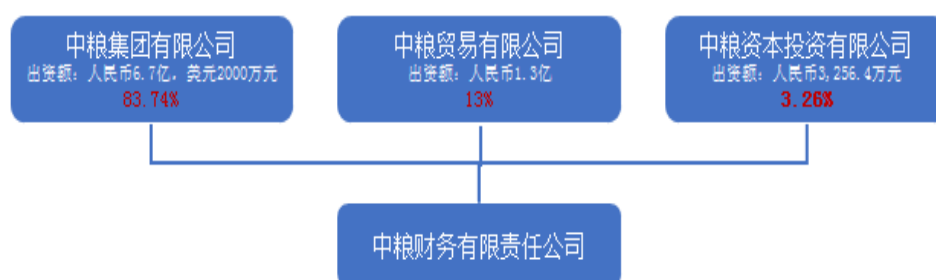 中粮集团有限公司
出资额：人民币6.7亿，美元2000万元
83.74%
中粮贸易有限公司
出资额：人民币1.3亿
13%
中粮资本投资有限公司
出资额：人民币3,256.4万元
3.26%
中粮财务有限责任公司